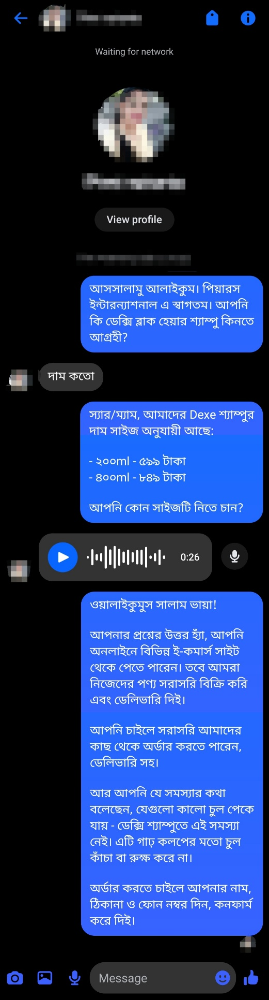 Waiting for network
View profile
আসসালামু আলাইকুম। পিয়ারস
ইন্টারন্যাশনাল এ স্বাগতম। আপনি
কি ডেক্সি ব্লাক হেয়ার শ্যাম্পু কিনতে
আগ্রহী?
দাম কতো
স্যার/ম্যাম, আমাদের Dexe শ্যাম্পুর
দাম সাইজ অনুযায়ী আছে:
- ২০০ml - ৫৯৯ টাকা
- ৪০০ml - ৮৪৯ টাকা
আপনি কোন সাইজটি নিতে চান?
0:26
ওয়ালাইকুমুস সালাম ভায়া!
আপনার প্রশ্নের উত্তর হ্যাঁ, আপনি
অনলাইনে বিভিন্ন ই-কমার্স সাইট
থেকে পেতে পারেন। তবে আমরা
নিজেদের পণ্য সরাসরি বিক্রি করি
এবং ডেলিভারি দিই।
আপনি চাইলে সরাসরি আমাদের
কাছ থেকে অর্ডার করতে পারেন,
ডেলিভারি সহ।
আর আপনি যে সমস্যার কথা
বলেছেন, যেগুলো কালো চুল পেকে
যায় - ডেক্সি শ্যাম্পুতে এই সমস্যা
নেই। এটি গাঢ় কলপের মতো চুল
কাঁচা বা রুক্ষ করে না।
অর্ডার করতে চাইলে আপনার নাম,
ঠিকানা ও ফোন নম্বর দিন, কনফার্ম
করে দিই।
Message